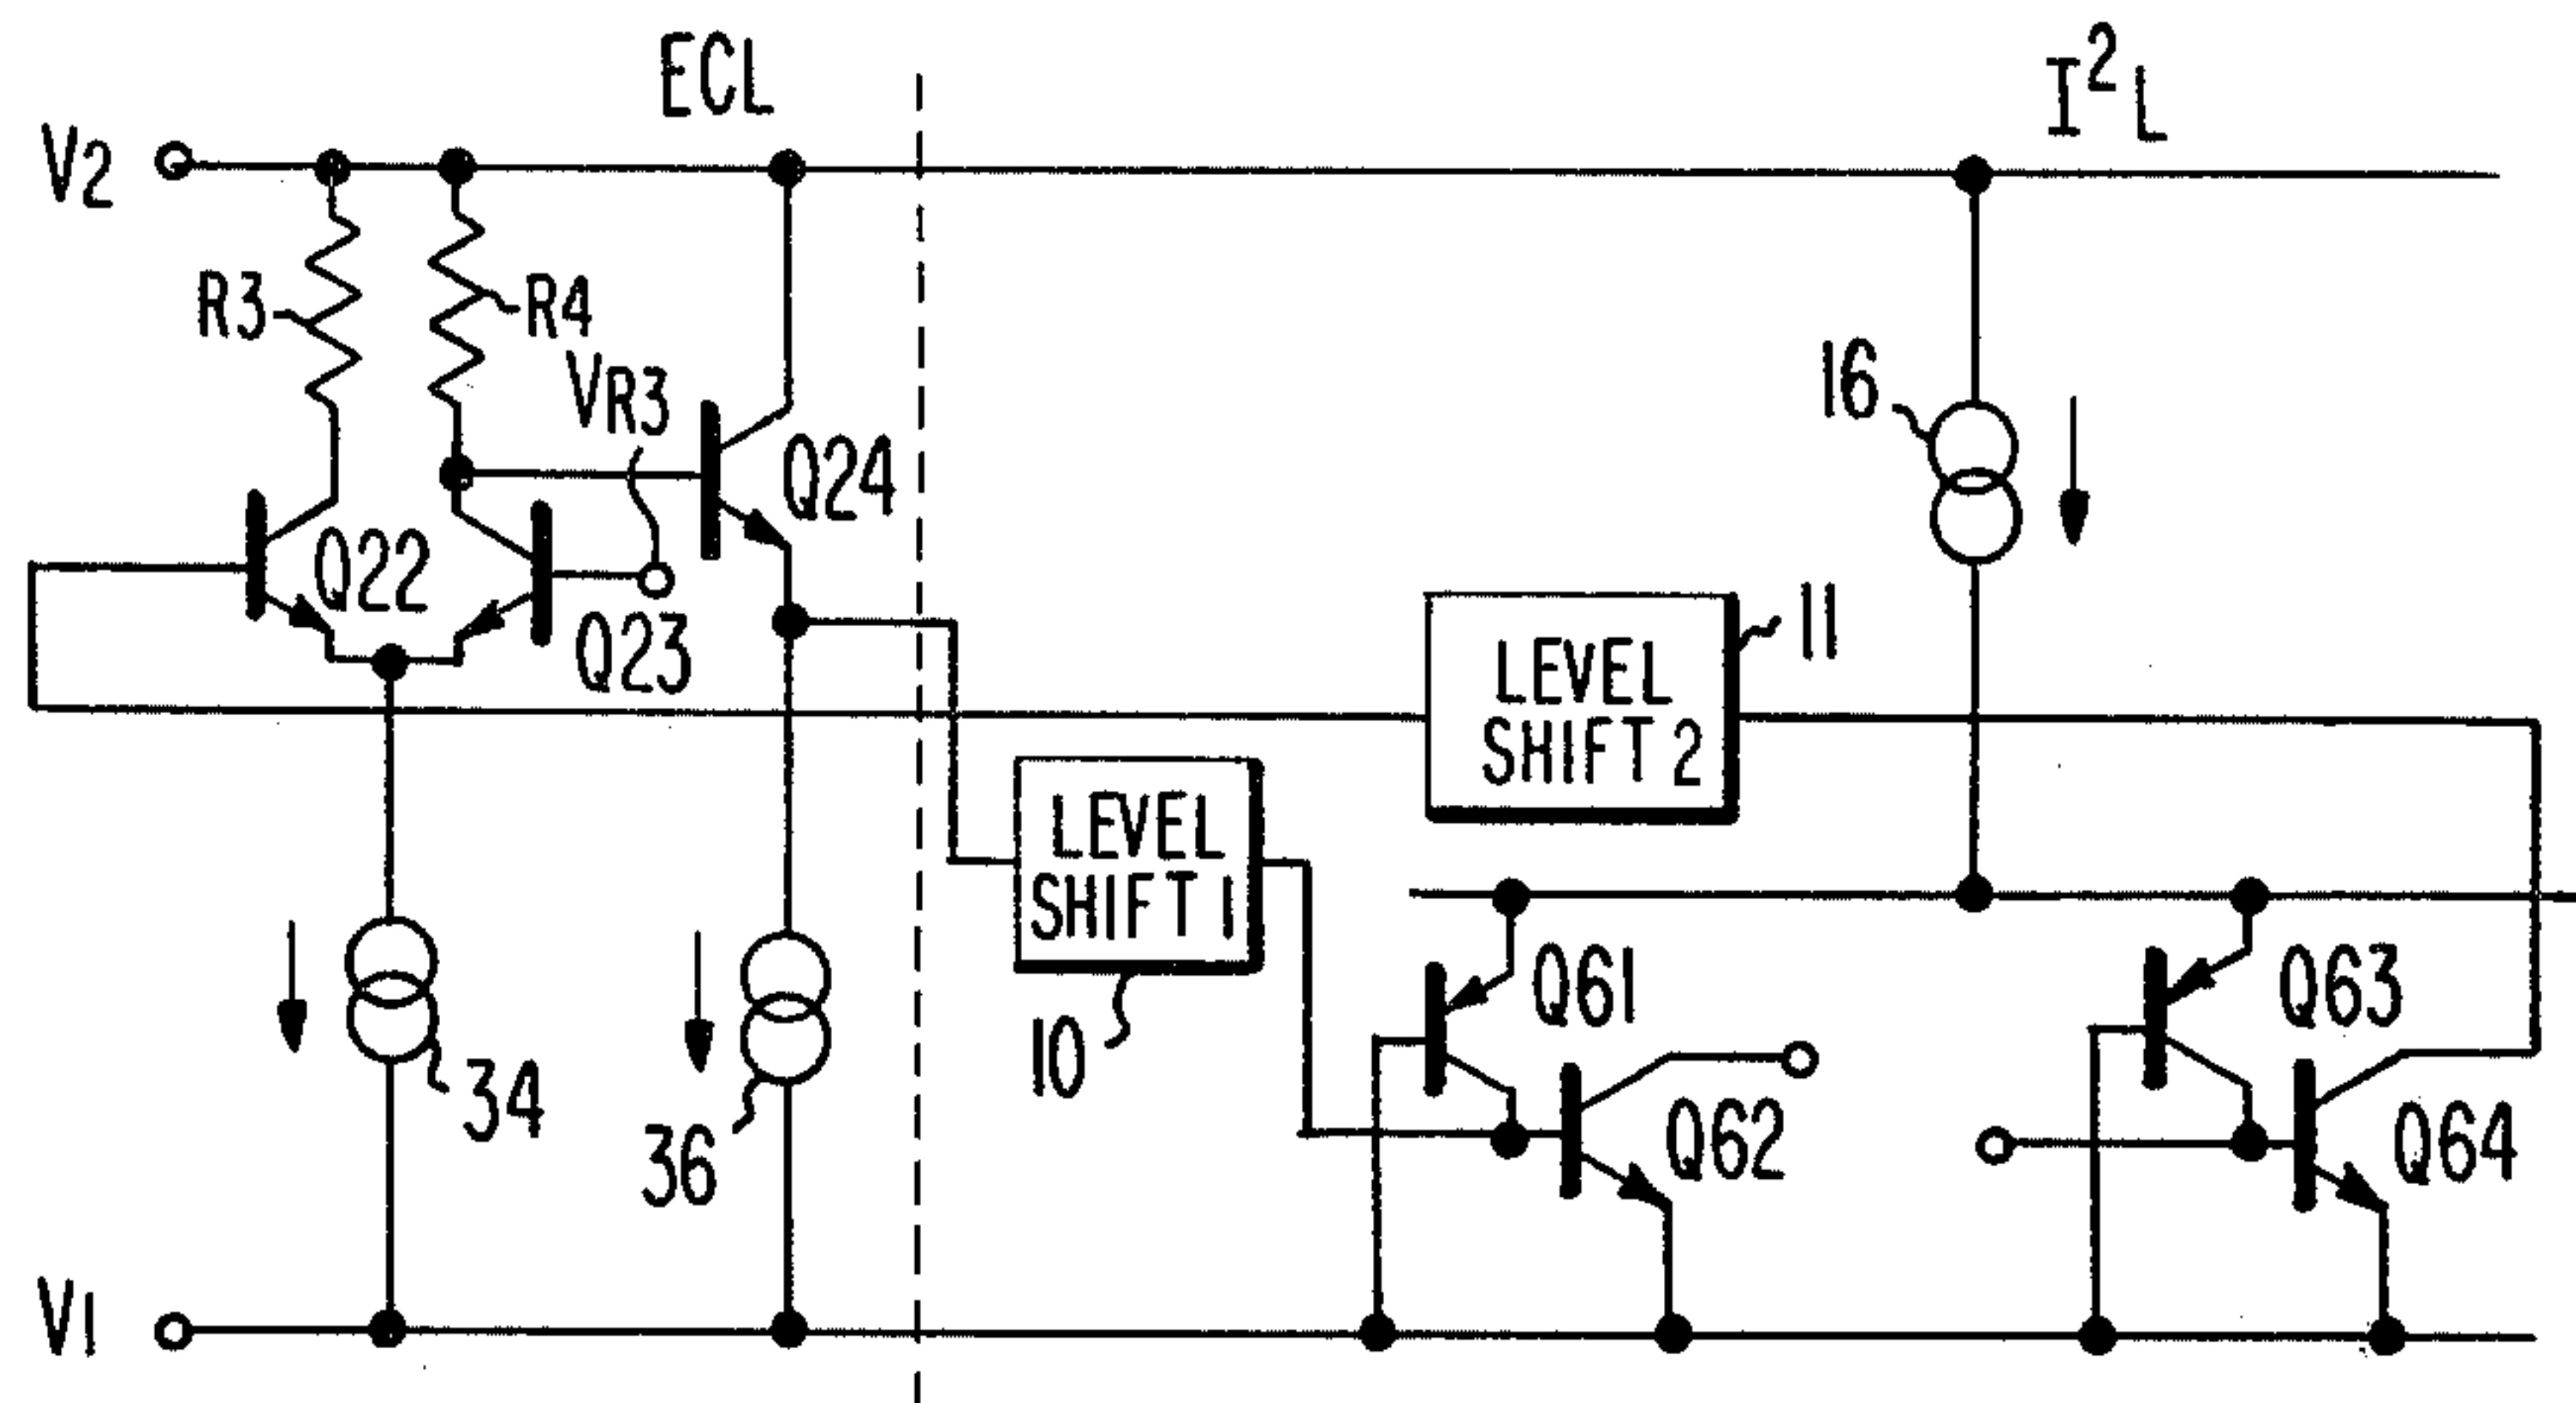 ECL
I²L
V2
R3
R4
VR3
Q24
16
Q22
Q23
11
LEVEL
SHIFT 2
LEVEL
SHIFT 1
10
Q61
Q63
34
36
Q62
Q64
V1